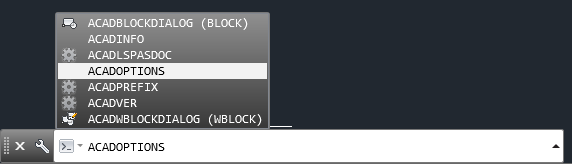 ACADBLOCKDIALOG (BLOCK)
ACADINFO
ACADLSPASDOC
ACADOPTIONS
ACADPREFIX
ACADVER
ACADWBLOCKDIALOG (WBLOCK)
ACADOPTIONS